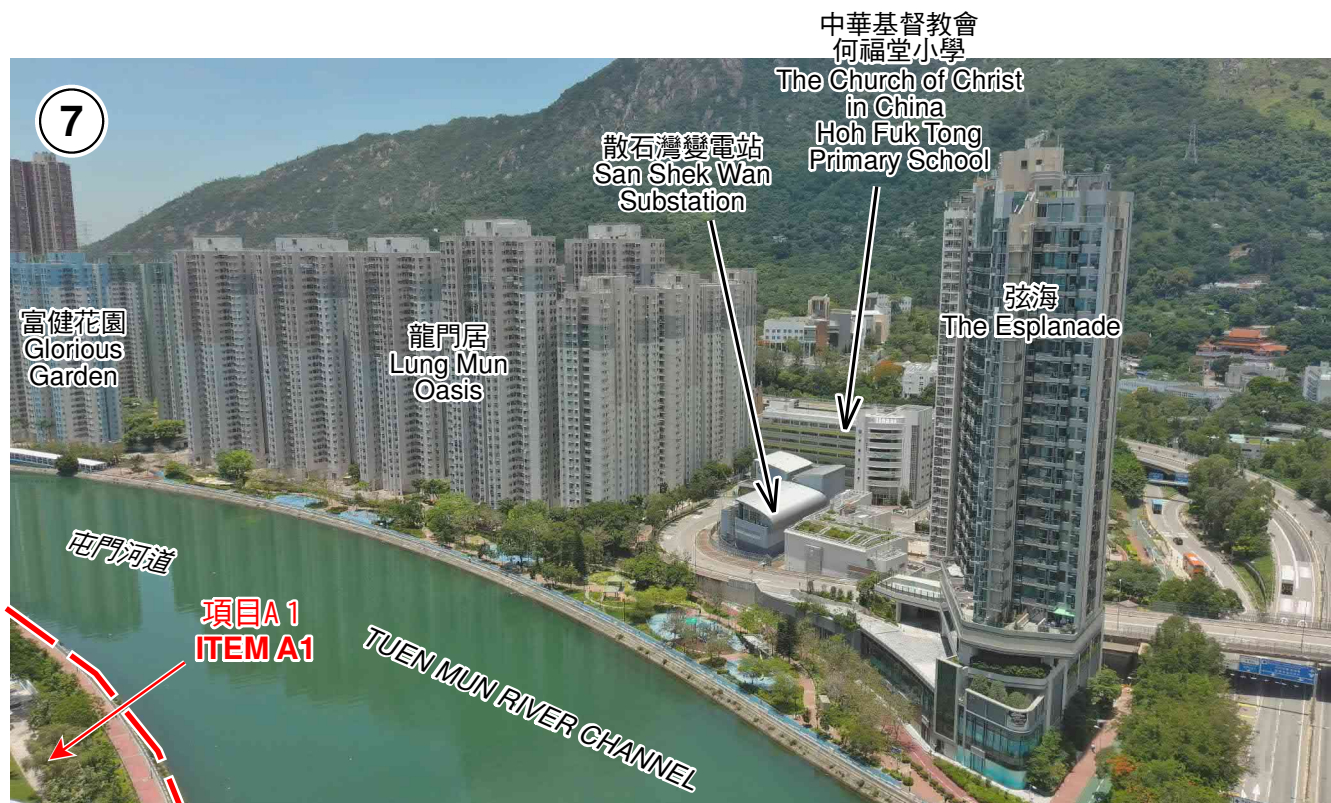 中華基督教會
何福堂小學
The Church of Christ
in China
Hoh Fuk Tong
Primary School
7
散石灣變電站
San Shek Wan
Substation
弦海
The Esplanade
富健花園
Glorious
Garden
龍門居
Lung Mun
Oasis
屯門河道
項目A 1
ITEM A1
TUEN MUN RIVER CHANNEL